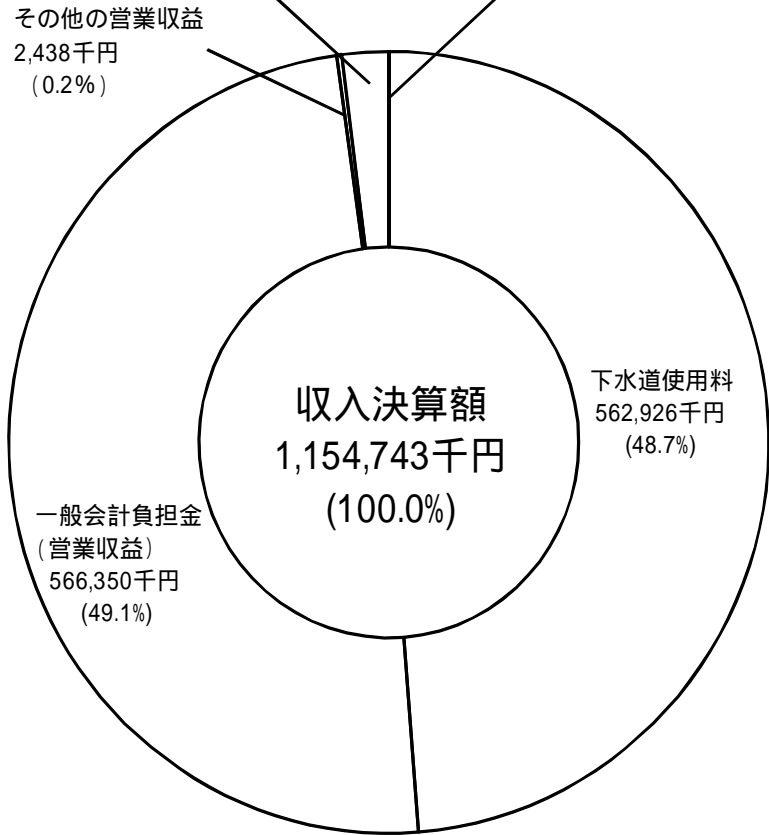 その他の営業収益
2,438千円
(0.2%)
下水道使用料
562,926千円
(48.7%)
収入決算額
1,154,743千円
(100.0%)
一般会計負担金
(営業収益)
566,350千円
(49.1%)